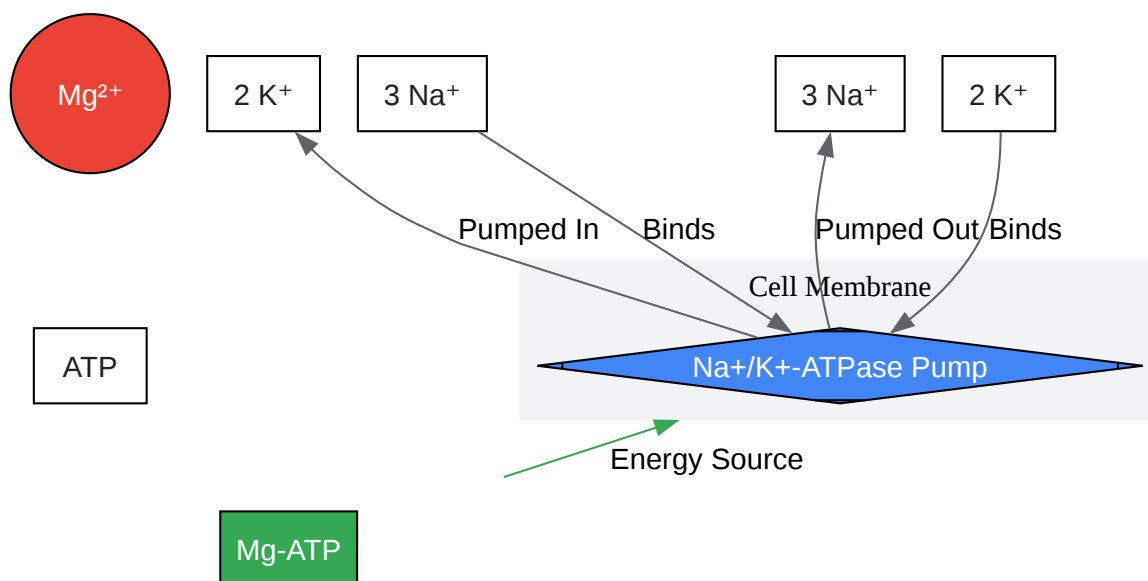 Mg²⁺
2 K⁺
3 Na⁺
3 Na⁺
2 K⁺
Pumped In
Binds
Pumped Out
Binds
Cell Membrane
ATP
Na+/K+-ATPase Pump
Energy Source
Mg-ATP